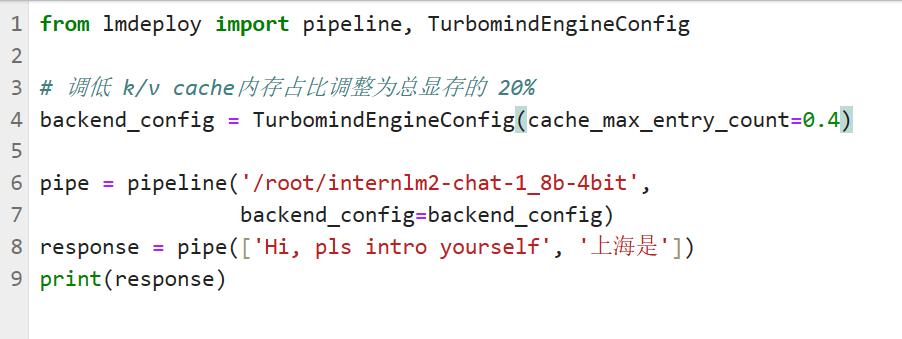 1 from lmdeploy import pipeline, TurbomindEngineConfig
2
3 # 调低 k/v cache内存占比调整为总显存的 20%
4 backend_config = TurbomindEngineConfig(cache_max_entry_count=0.4)
5
6 pipe = pipeline('/root/internlm2-chat-1_8b-4bit',
7                 backend_config=backend_config)
8 response = pipe(['Hi, pls intro yourself', '上海是'])
9 print(response)